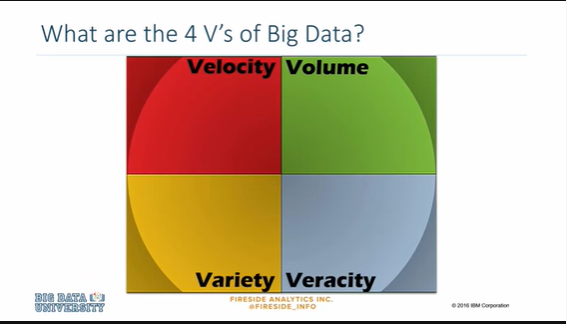 What are the 4 V's of Big Data?
Velocity Volume
Variety Veracity
BIG DATA
UNIVERSITY
FIRESIDE ANALYTICS INC.
@FIRESIDE_INFO
© 2016 IBM Corporation